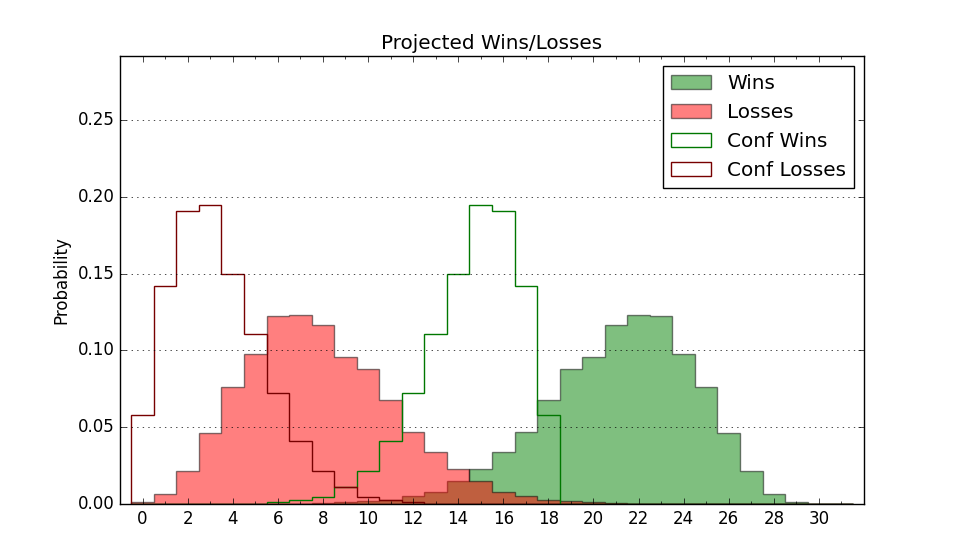 Projected Wins/Losses
Wins
Losses
Conf Wins
Conf Losses
Probability
0.25
0.20
0.15
0.10
0.05
0.00
0 2 4 6 8 10 12 14 16 18 20 22 24 26 28 30